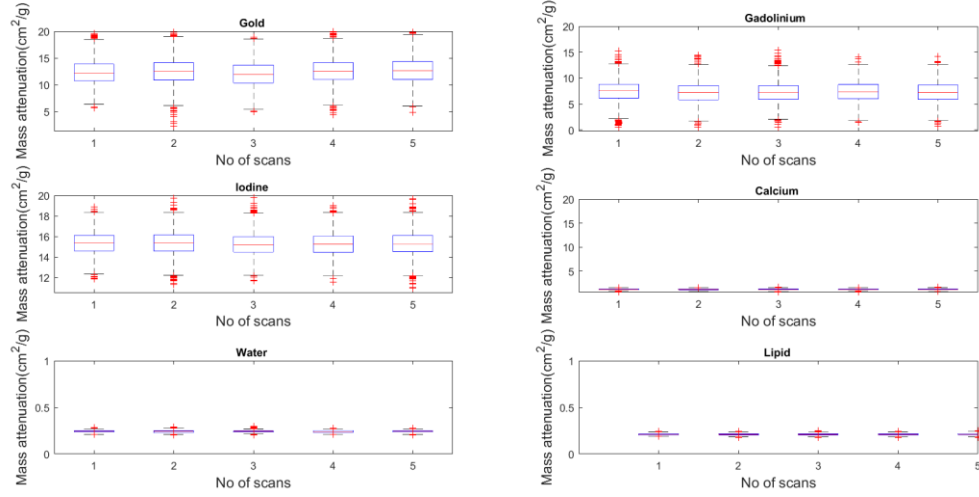 Gold
Mass attenuation(cm²/g)
20
15
10
5
1 2 3 4 5
No of scans
Gadolinium
Mass attenuation(cm²/g)
20
15
10
5
0
1 2 3 4 5
No of scans
Iodine
Mass attenuation(cm²/g)
20
18
16
14
12
1 2 3 4 5
No of scans
Calcium
Mass attenuation(cm²/g)
20
15
10
5
1 2 3 4 5
No of scans
Water
Mass attenuation(cm²/g)
1
0.5
0
1 2 3 4 5
No of scans
Lipid
Mass attenuation(cm²/g)
1
0.5
0
1 2 3 4 5
No of scans